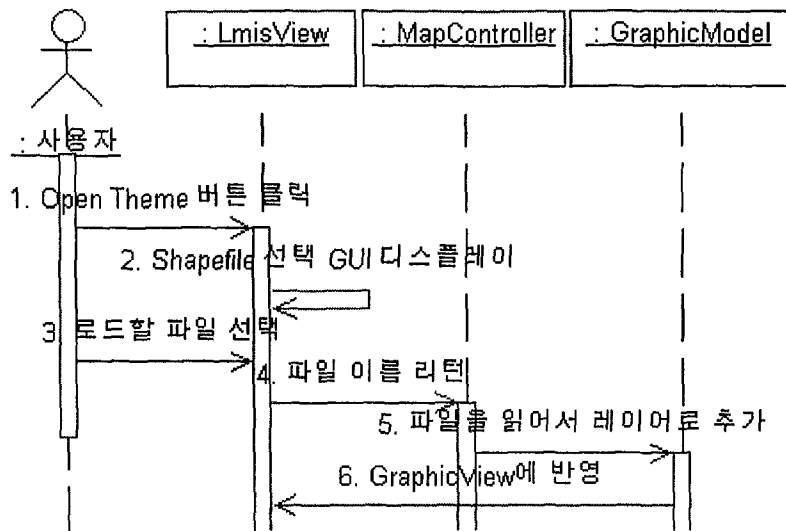 : LmisView
: MapController
: GraphicModel
: 사용자
1. Open Theme 버튼 클릭
2. Shapefile 선택 GUI 디스플레이
3. 로드할 파일 선택
4. 파일 이름 리턴
5. 파일을 읽어서 레이어로 추가
6. GraphicView에 반영